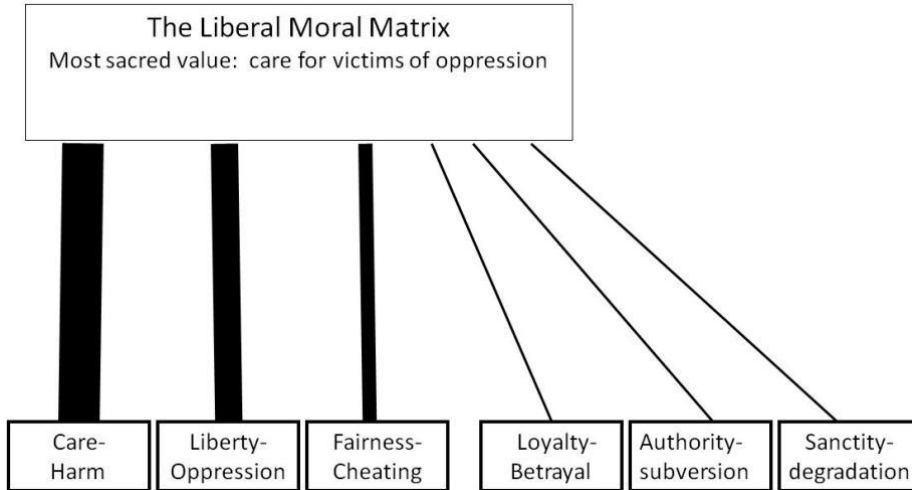 The Liberal Moral Matrix
Most sacred value:  care for victims of oppression
Care-
Harm
Liberty-
Oppression
Fairness-
Cheating
Loyalty-
Betrayal
Authority-
subversion
Sanctity-
degradation